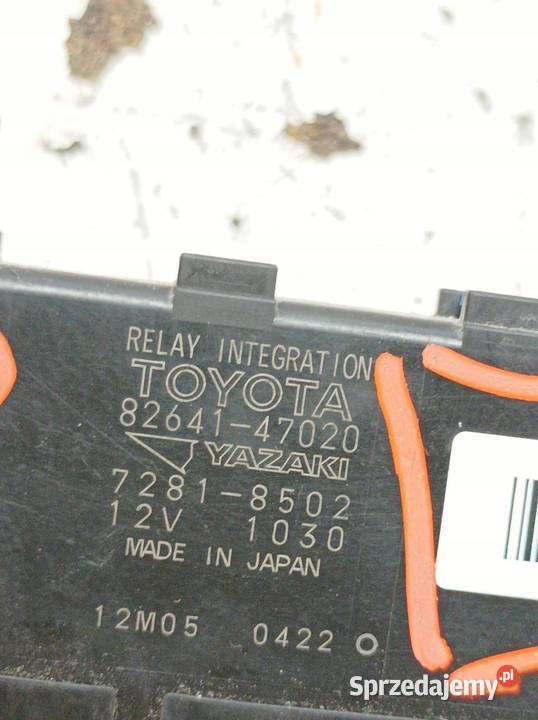 RELAY INTEGRATION
TOYOTA
82641-47020
YAZAKI
7281-8502
12V 1030
MADE IN JAPAN
12M05 0422
Sprzedajemy.pl